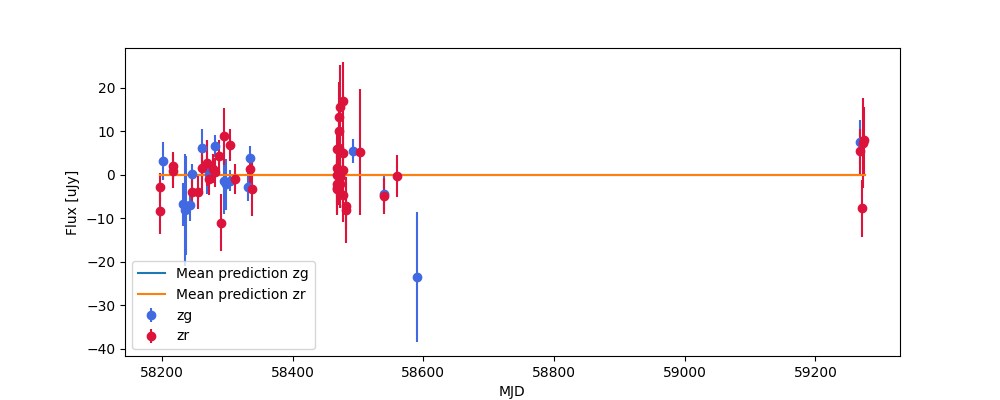 20
10
0
−10
−20
−30
−40
Flux [uJy]
Mean prediction zg
Mean prediction zr
zg
zr
58200 58400 58600 58800 59000 59200
MJD